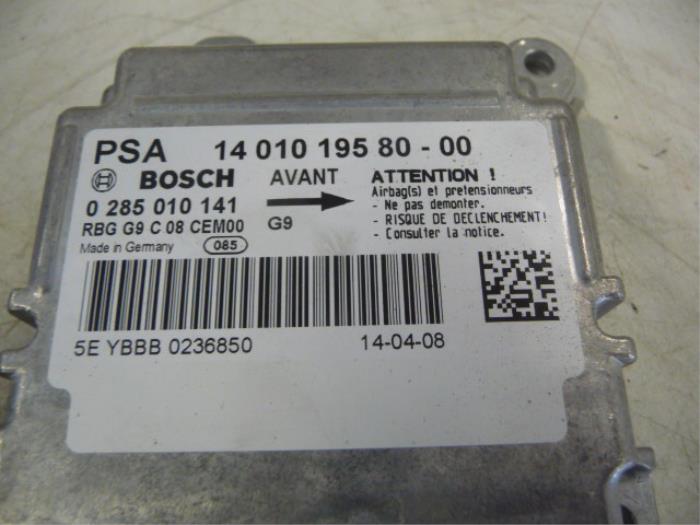 PSA 14 010 195 80 - 00
BOSCH AVANT
0 285 010 141
RBG G9 C 08 CEM00 G9
Made in Germany 085
ATTENTION !
Airbag(s) et pretensionneurs
- Ne pas demonter.
- RISQUE DE DECLENCHEMENT!
- Consulter la notice.
5E YBBB 0236850 14-04-08